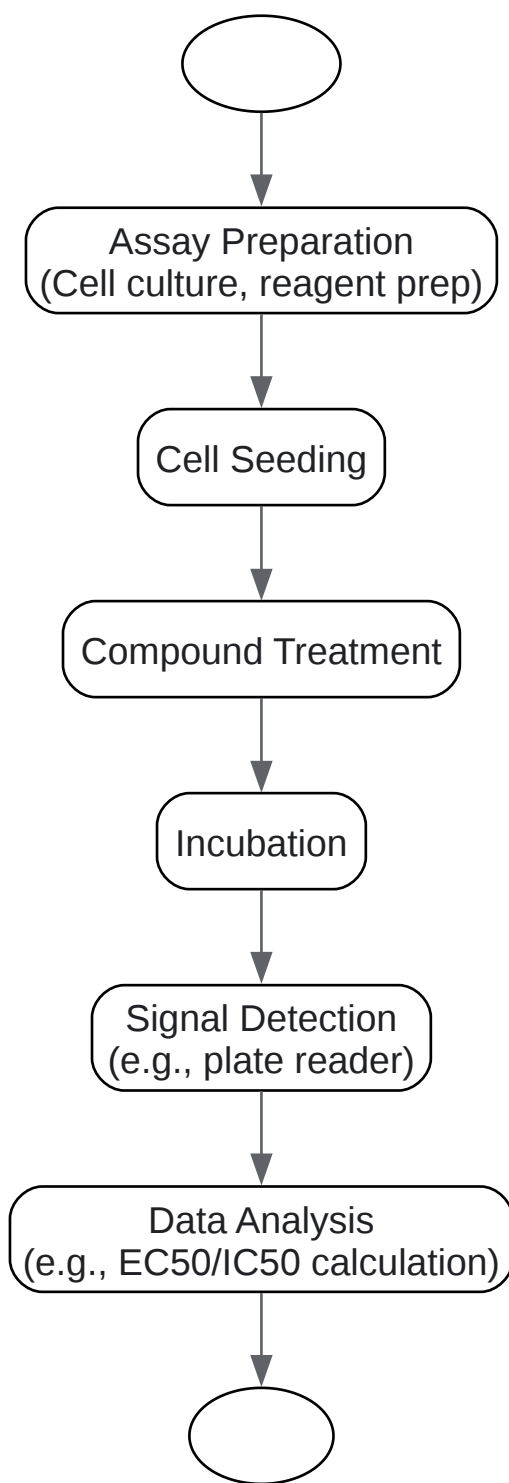 Assay Preparation
(Cell culture, reagent prep)
Cell Seeding
Compound Treatment
Incubation
Signal Detection
(e.g., plate reader)
Data Analysis
(e.g., EC50/IC50 calculation)